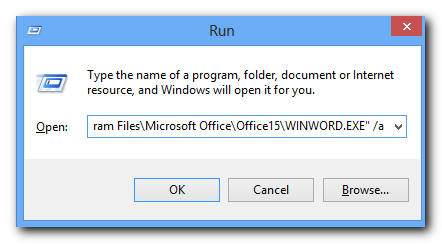 Run
Type the name of a program, folder, document or Internet
resource, and Windows will open it for you.
Open: ram Files\Microsoft Office\Office15\WINWORD.EXE" /a
OK Cancel Browse...